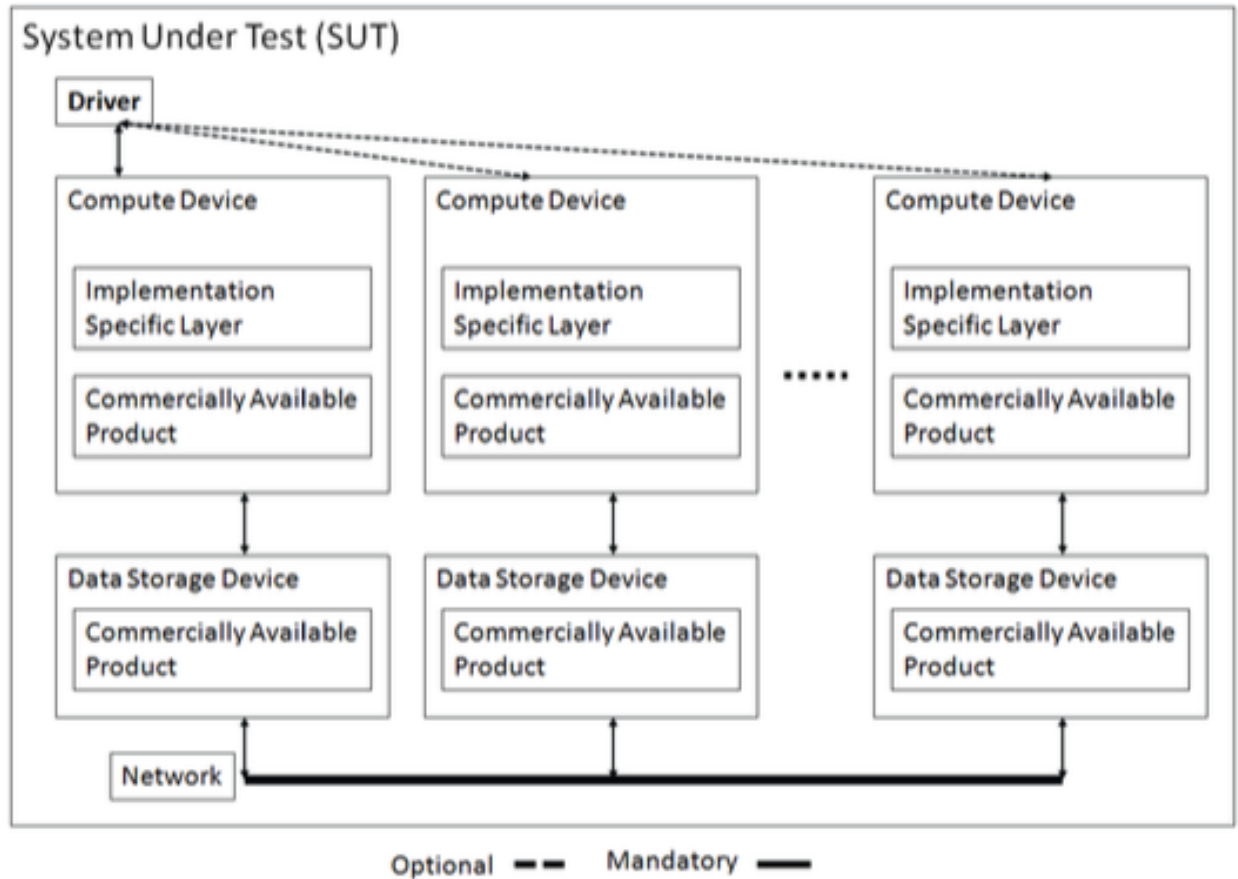 System Under Test (SUT)
Driver
Compute Device
Implementation
Specific Layer
Commercially Available
Product
Compute Device
Implementation
Specific Layer
Commercially Available
Product
.....
Compute Device
Implementation
Specific Layer
Commercially Available
Product
Data Storage Device
Commercially Available
Product
Data Storage Device
Commercially Available
Product
Data Storage Device
Commercially Available
Product
Network
Optional
Mandatory